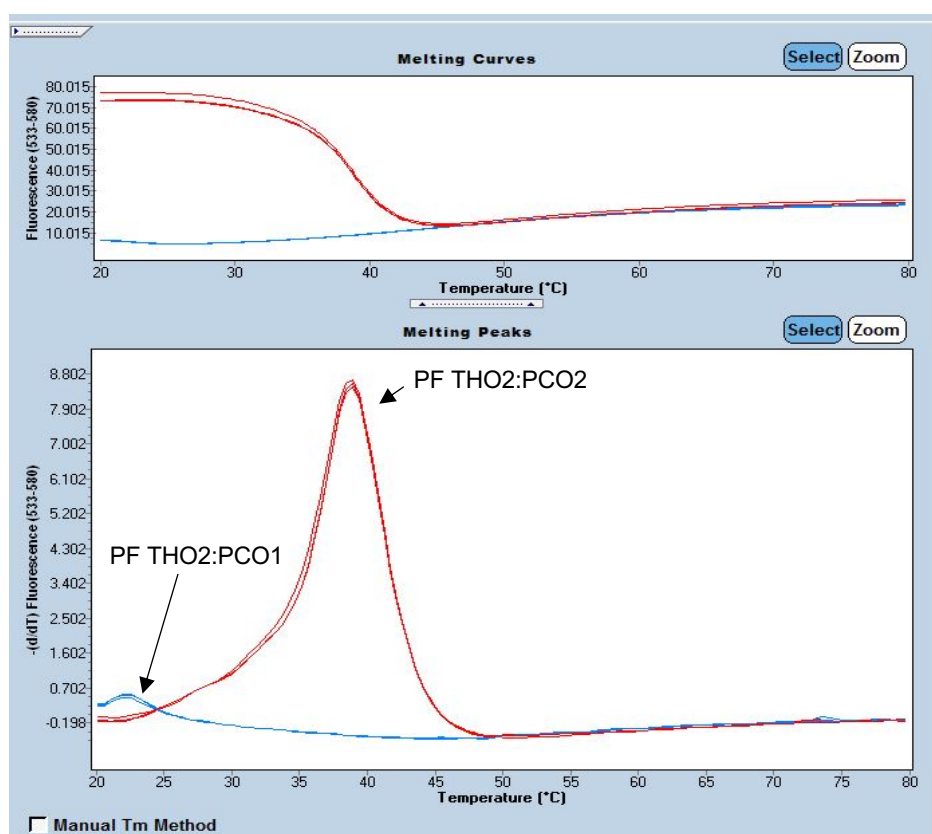 Melting Curves
Select Zoom
Fluorescence (533-580)
80.015
70.015
60.015
50.015
40.015
30.015
20.015
10.015
20 30 40 50 60 70 80
Temperature (°C)
Melting Peaks
Select Zoom
-(d/dT) Fluorescence (533-580)
8.802
7.902
7.002
6.102
5.202
4.302
3.402
2.502
1.602
0.702
-0.198
PF THO2:PCO2
PF THO2:PCO1
20 25 30 35 40 45 50 55 60 65 70 75 80
Temperature (°C)
Manual Tm Method